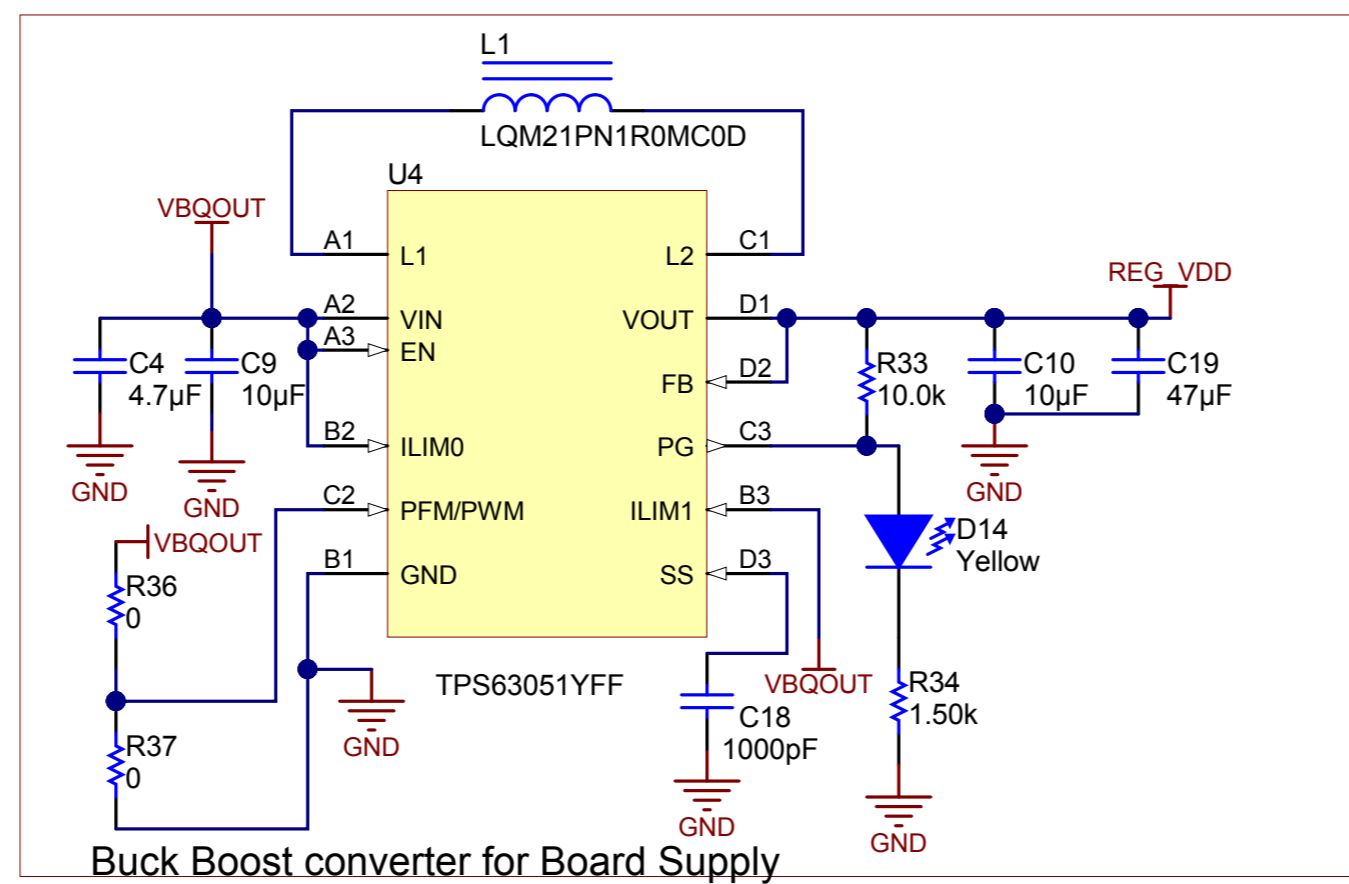 L1
LQM21PN1R0MC0D
U4
VBQOUT
A1
L1
L2
C1
REG_VDD
A2
VIN
VOUT
D1
A3
EN
C4
4.7µF
C9
10µF
FB
D2
R33
10.0k
C10
10µF
C19
47µF
B2
ILIM0
PG
C3
GND
GND
GND
C2
PFM/PWM
ILIM1
B3
VBQOUT
D14
Yellow
B1
GND
SS
D3
R36
0
TPS63051YFF
VBQOUT
R34
1.50k
C18
1000pF
GND
R37
0
GND
GND
Buck Boost converter for Board Supply